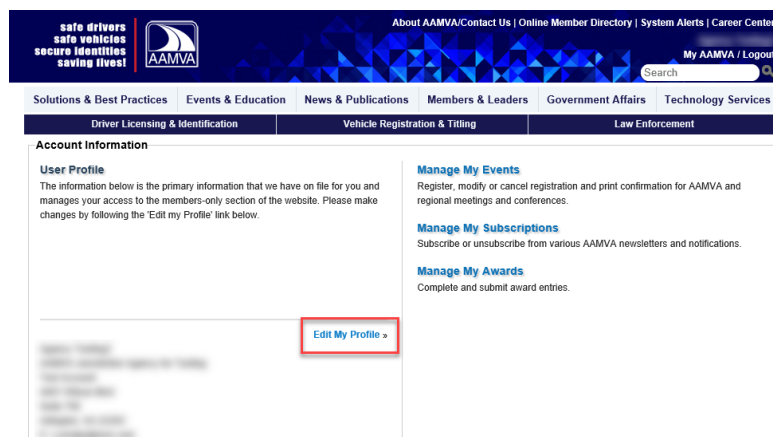 safe drivers
safe vehicles
secure identities
saving lives!
AAMVA
About AAMVA/Contact Us | Online Member Directory | System Alerts | Career Center
My AAMVA / Logout
Search
Solutions & Best Practices Events & Education News & Publications Members & Leaders Government Affairs Technology Services
Driver Licensing & Identification Vehicle Registration & Titling Law Enforcement
Account Information
User Profile
The information below is the primary information that we have on file for you and
manages your access to the members-only section of the website. Please make
changes by following the 'Edit my Profile' link below.
Manage My Events
Register, modify or cancel registration and print confirmation for AAMVA and
regional meetings and conferences.
Manage My Subscriptions
Subscribe or unsubscribe from various AAMVA newsletters and notifications.
Manage My Awards
Complete and submit award entries.
Edit My Profile »